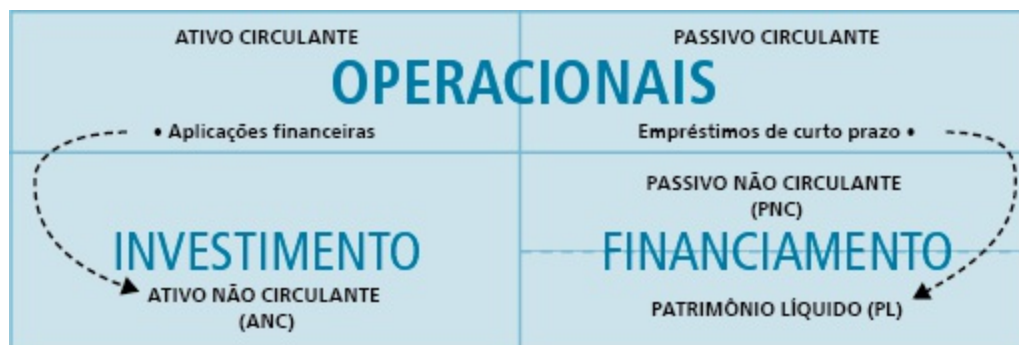 ATIVO CIRCULANTE
PASSIVO CIRCULANTE
OPERACIONAIS
• Aplicações financeiras
Empréstimos de curto prazo •
PASSIVO NÃO CIRCULANTE
(PNC)
INVESTIMENTO
FINANCIAMENTO
ATIVO NÃO CIRCULANTE
(ANC)
PATRIMÔNIO LÍQUIDO (PL)